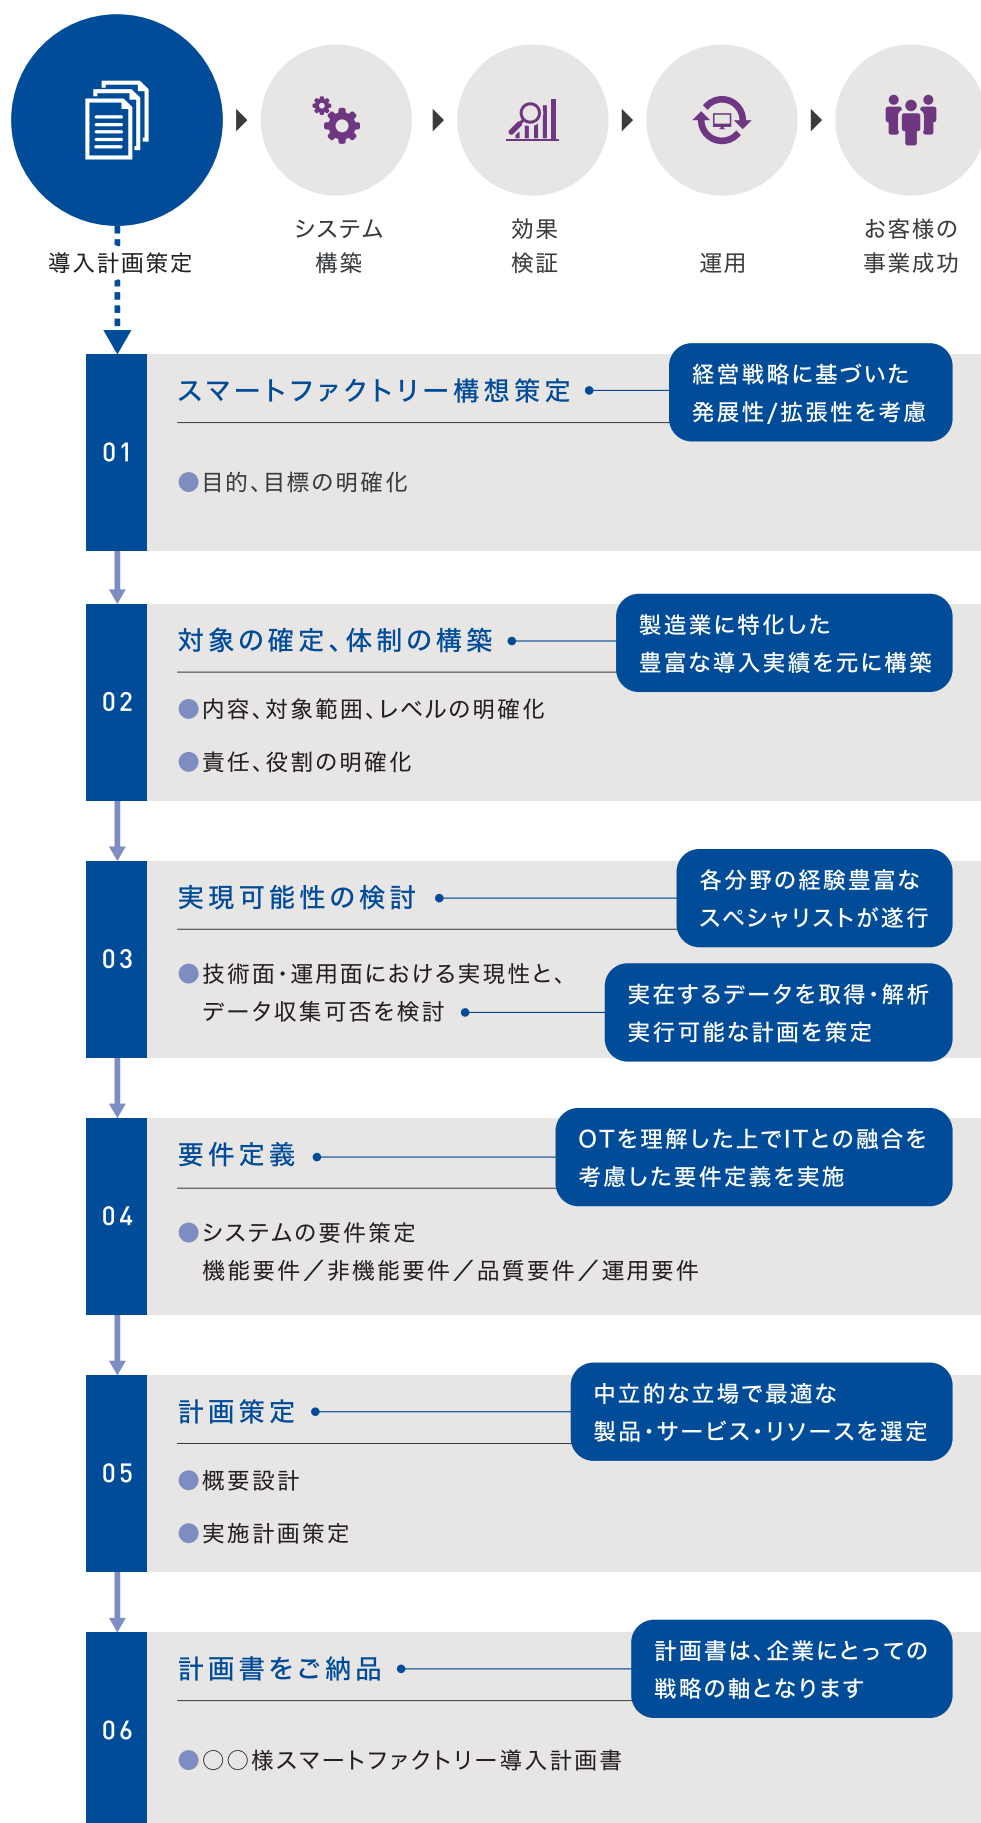 導入計画策定
システム
構築
効果
検証
運用
お客様の
事業成功
01
スマートファクトリー構想策定
経営戦略に基づいた
発展性/拡張性を考慮
●目的、目標の明確化
02
対象の確定、体制の構築
製造業に特化した
豊富な導入実績を元に構築
●内容、対象範囲、レベルの明確化
●責任、役割の明確化
03
実現可能性の検討
各分野の経験豊富な
スペシャリストが遂行
●技術面・運用面における実現性と、
データ収集可否を検討
実在するデータを取得・解析
実行可能な計画を策定
04
要件定義
OTを理解した上でITとの融合を
考慮した要件定義を実施
●システムの要件策定
機能要件／非機能要件／品質要件／運用要件
05
計画策定
中立的な立場で最適な
製品・サービス・リソースを選定
●概要設計
●実施計画策定
06
計画書をご納品
計画書は、企業にとっての
戦略の軸となります
●○○様スマートファクトリー導入計画書